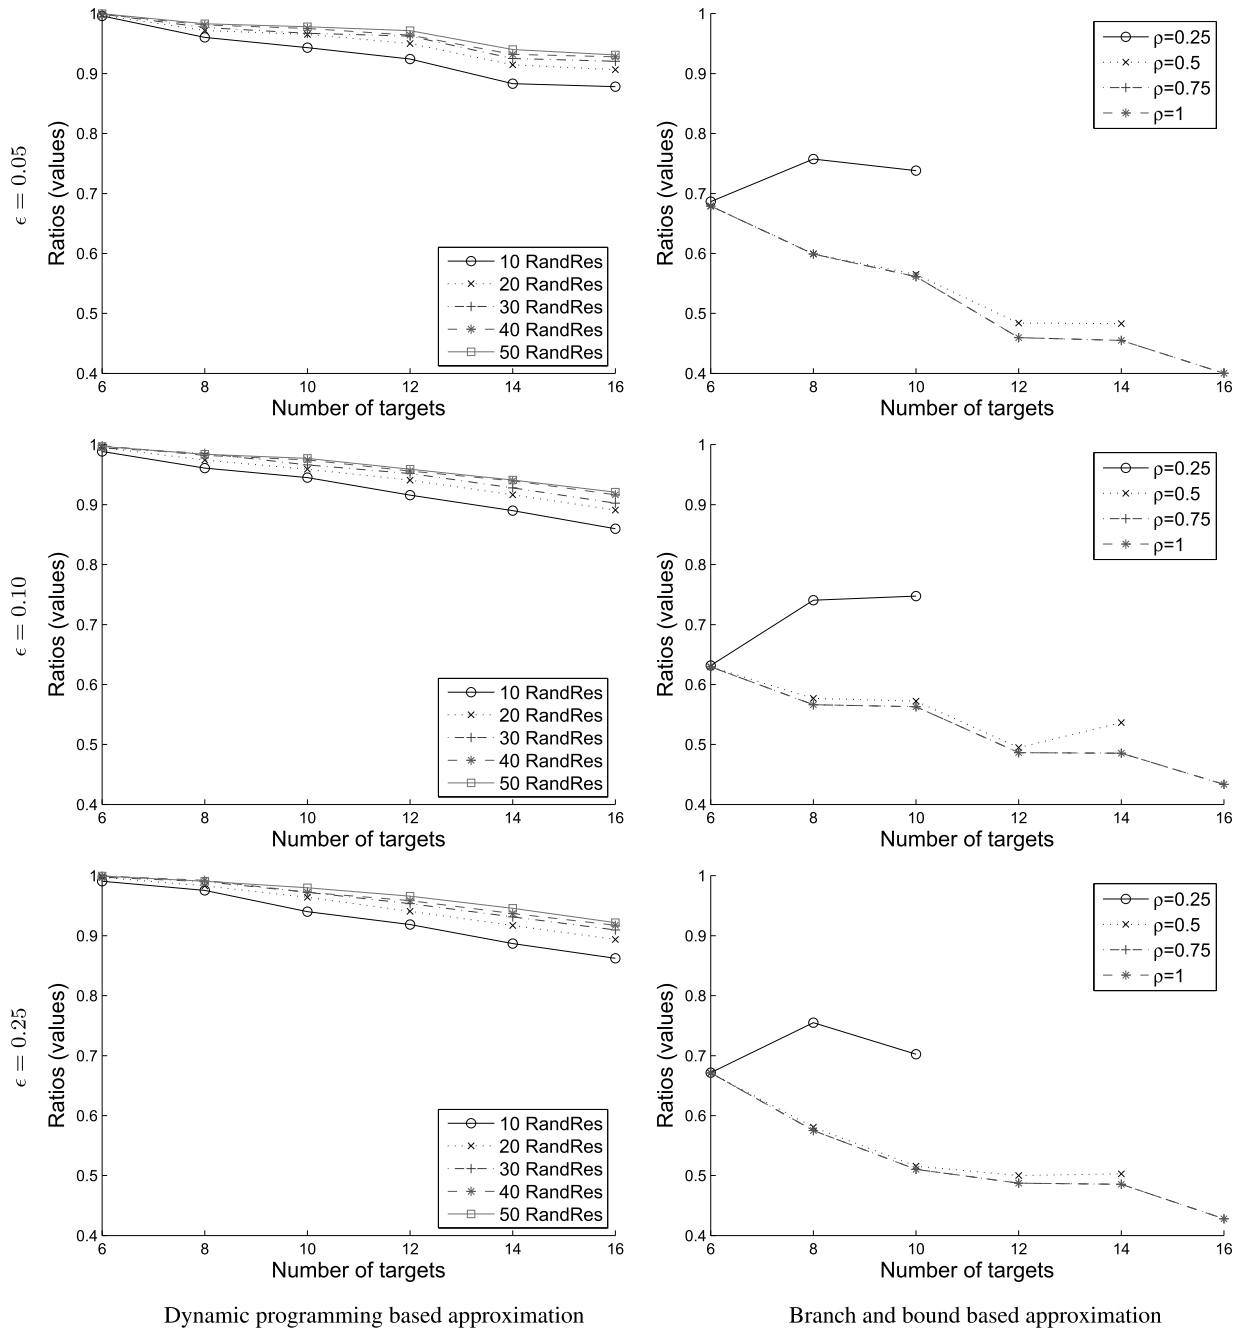 ϵ = 0.05
Ratios (values)
1
0.9
0.8
0.7
0.6
0.5
0.4
6 8 10 12 14 16
Number of targets
10 RandRes
20 RandRes
30 RandRes
40 RandRes
50 RandRes
Ratios (values)
1
0.9
0.8
0.7
0.6
0.5
0.4
6 8 10 12 14 16
Number of targets
ρ=0.25
ρ=0.5
ρ=0.75
ρ=1
ϵ = 0.10
Ratios (values)
1
0.9
0.8
0.7
0.6
0.5
0.4
6 8 10 12 14 16
Number of targets
10 RandRes
20 RandRes
30 RandRes
40 RandRes
50 RandRes
Ratios (values)
1
0.9
0.8
0.7
0.6
0.5
0.4
6 8 10 12 14 16
Number of targets
ρ=0.25
ρ=0.5
ρ=0.75
ρ=1
ϵ = 0.25
Ratios (values)
1
0.9
0.8
0.7
0.6
0.5
0.4
6 8 10 12 14 16
Number of targets
10 RandRes
20 RandRes
30 RandRes
40 RandRes
50 RandRes
Ratios (values)
1
0.9
0.8
0.7
0.6
0.5
0.4
6 8 10 12 14 16
Number of targets
ρ=0.25
ρ=0.5
ρ=0.75
ρ=1
Dynamic programming based approximation
Branch and bound based approximation